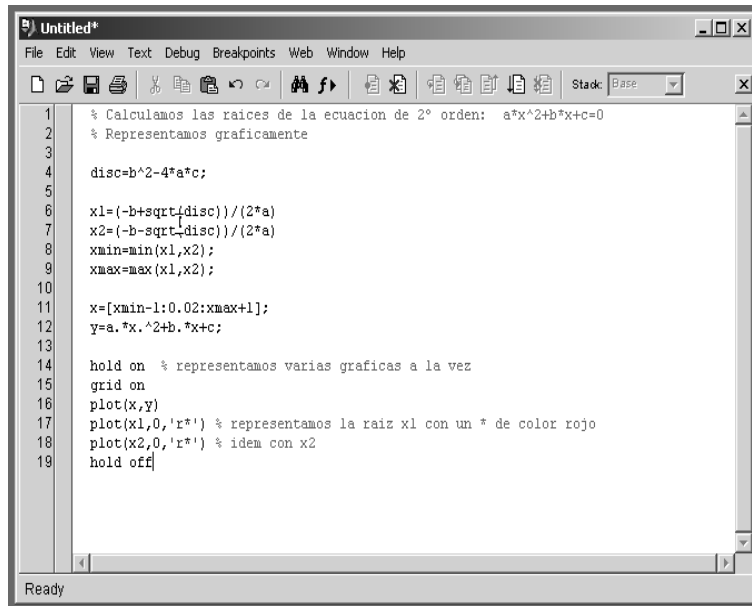 Untitled*
File Edit View Text Debug Breakpoints Web Window Help
Stack: Base
1 % Calculamos las raices de la ecuacion de 2º orden: a*x^2+b*x+c=0
2 % Representamos graficamente
3
4 disc=b^2-4*a*c;
5
6 x1=(-b+sqrt(disc))/(2*a)
7 x2=(-b-sqrt(disc))/(2*a)
8 xmin=min(x1,x2);
9 xmax=max(x1,x2);
10
11 x=[xmin-1:0.02:xmax+1];
12 y=a.*x.^2+b.*x+c;
13
14 hold on % representamos varias graficas a la vez
15 grid on
16 plot(x,y)
17 plot(x1,0,'r*') % representamos la raiz x1 con un * de color rojo
18 plot(x2,0,'r*') % idem con x2
19 hold off
Ready